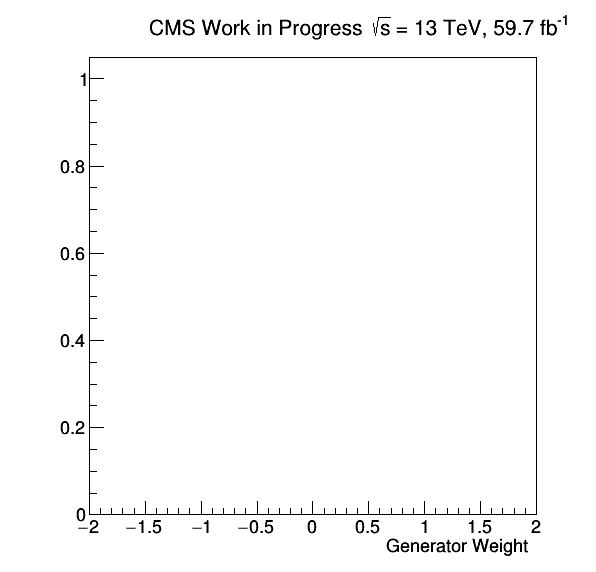 CMS Work in Progress √s = 13 TeV, 59.7 fb⁻¹
1
0.8
0.6
0.4
0.2
0
−2 −1.5 −1 −0.5 0 0.5 1 1.5 2
Generator Weight